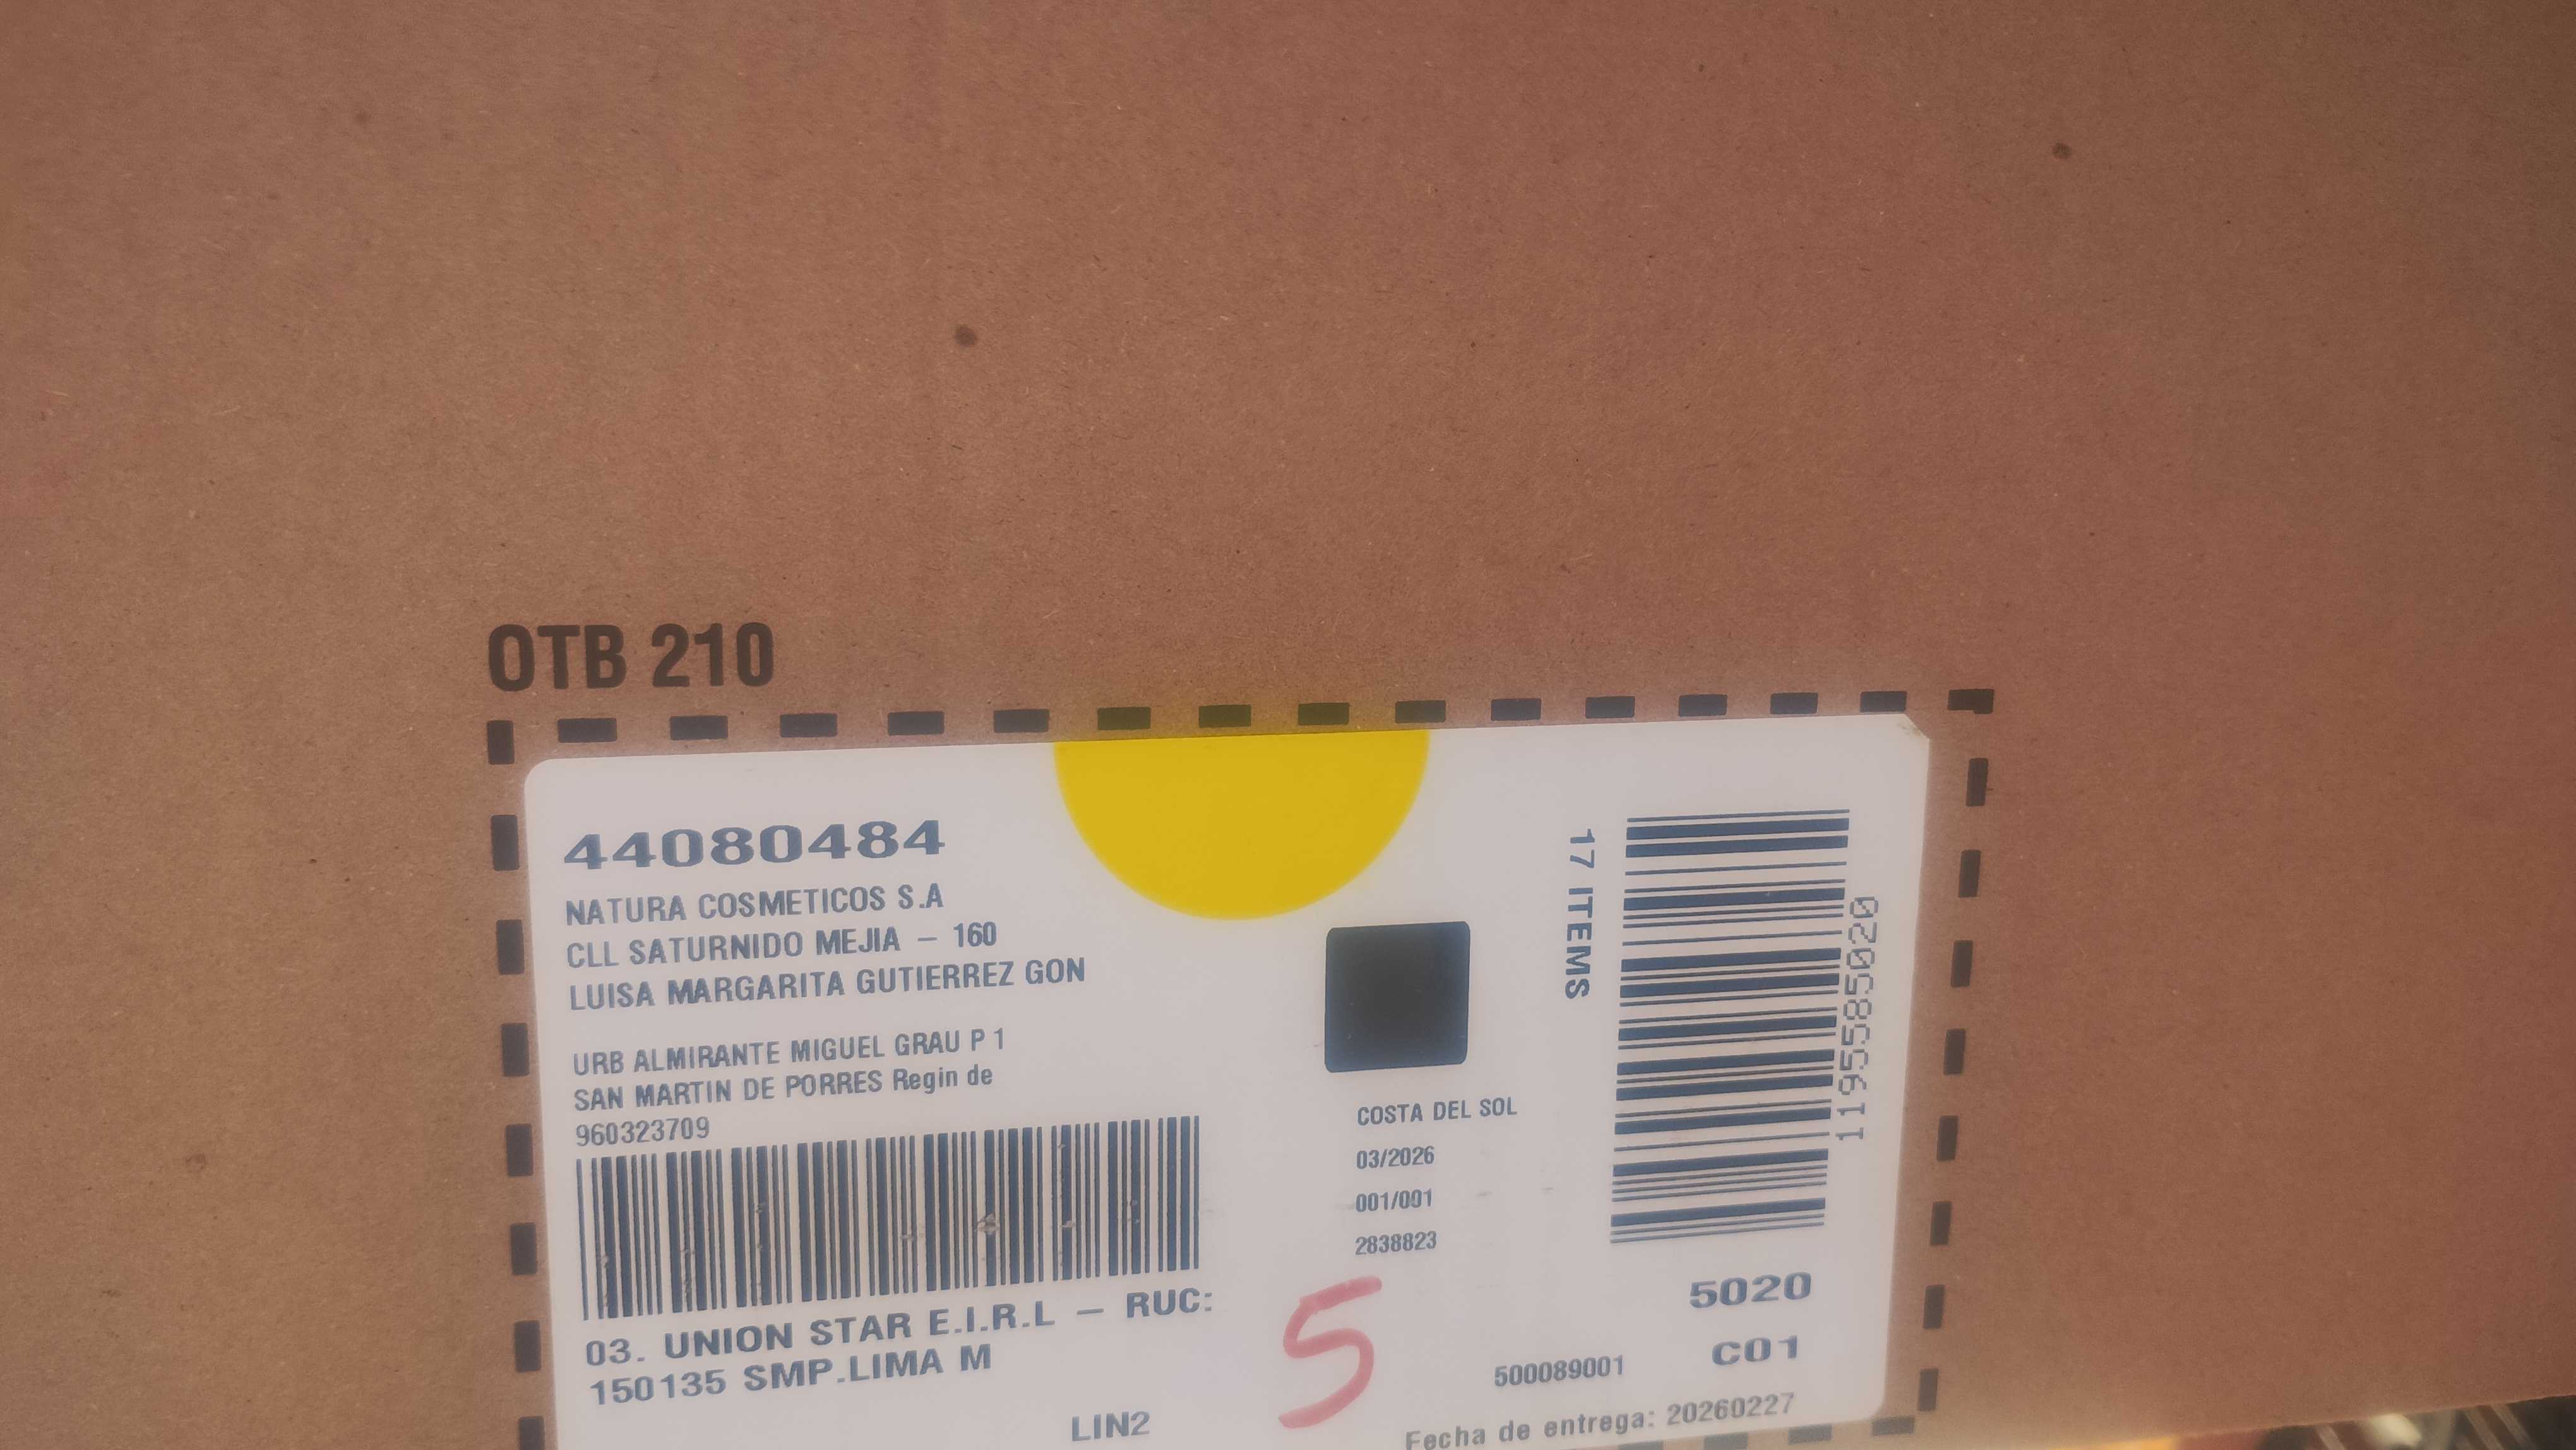 OTB 210
44080484
NATURA COSMETICOS S.A
CLL SATURNIDO MEJIA – 160
LUISA MARGARITA GUTIERREZ GON
URB ALMIRANTE MIGUEL GRAU P 1
SAN MARTIN DE PORRES Regin de
960323709
03. UNION STAR E.I.R.L – RUC:
150135 SMP.LIMA M
LIN2
COSTA DEL SOL
03/2026
001/001
2838823
5
17 ITEMS
1195585020
5020
C01
500089001
Fecha de entrega: 20260227